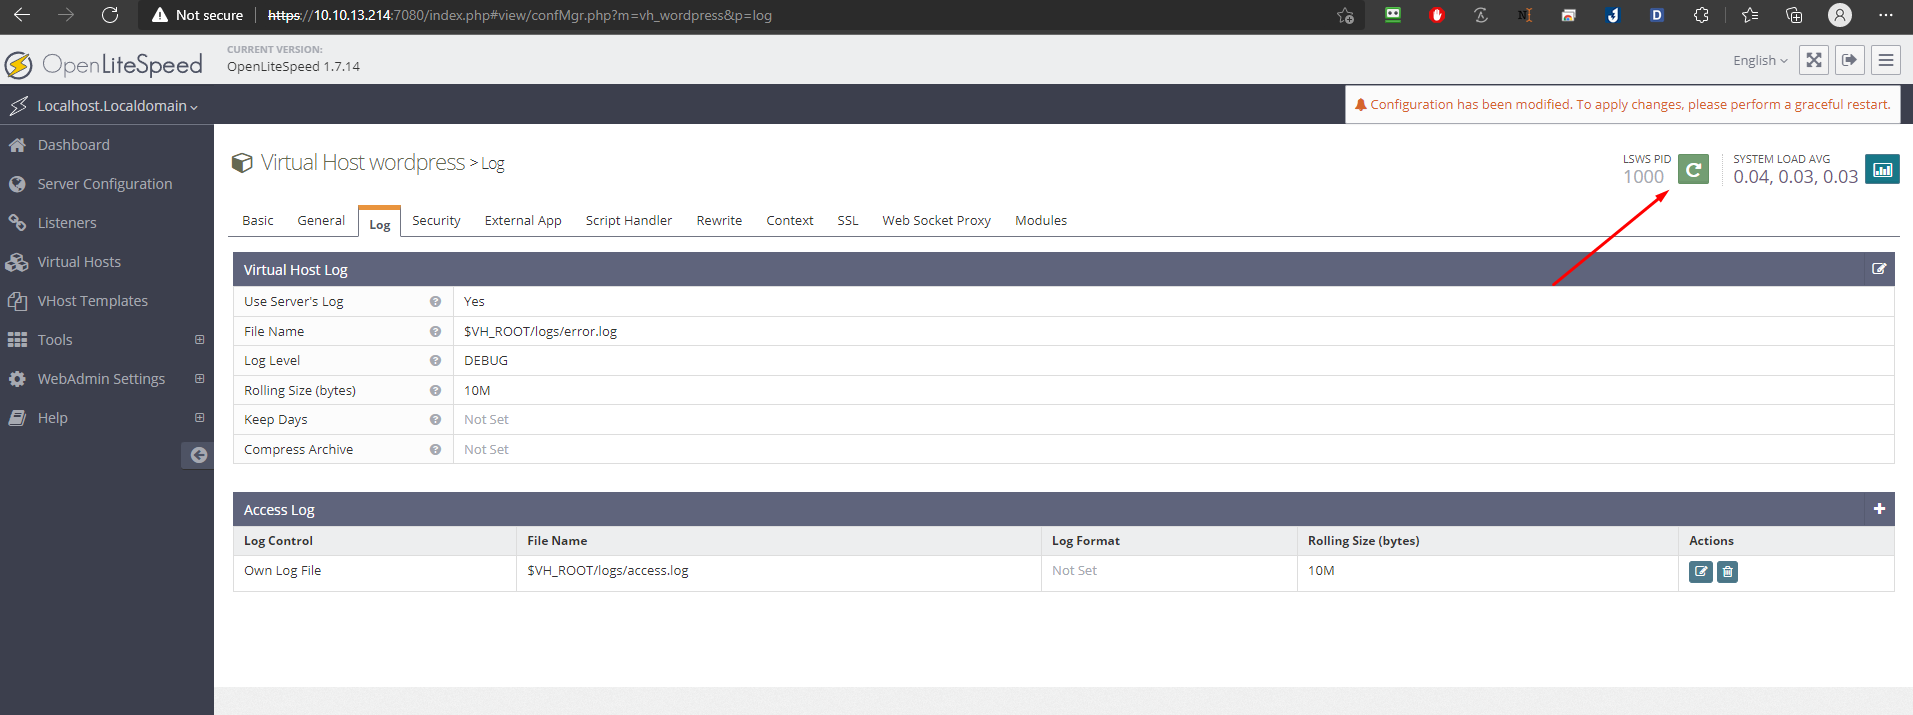 Not secure
https://10.10.13.214:7080/index.php#view/confMgr.php?m=vh_wordpress&p=log
OpenLiteSpeed
CURRENT VERSION:
OpenLiteSpeed 1.7.14
English
Localhost.Localdomain
Configuration has been modified. To apply changes, please perform a graceful restart.
Dashboard
Server Configuration
Listeners
Virtual Hosts
VHost Templates
Tools
WebAdmin Settings
Help
Virtual Host wordpress > Log
LSWS PID
1000
SYSTEM LOAD AVG
0.04, 0.03, 0.03
Basic General Log Security External App Script Handler Rewrite Context SSL Web Socket Proxy Modules
Virtual Host Log
Use Server's Log Yes
File Name $VH_ROOT/logs/error.log
Log Level DEBUG
Rolling Size (bytes) 10M
Keep Days Not Set
Compress Archive Not Set
Access Log
Log Control File Name Log Format Rolling Size (bytes) Actions
Own Log File $VH_ROOT/logs/access.log Not Set 10M